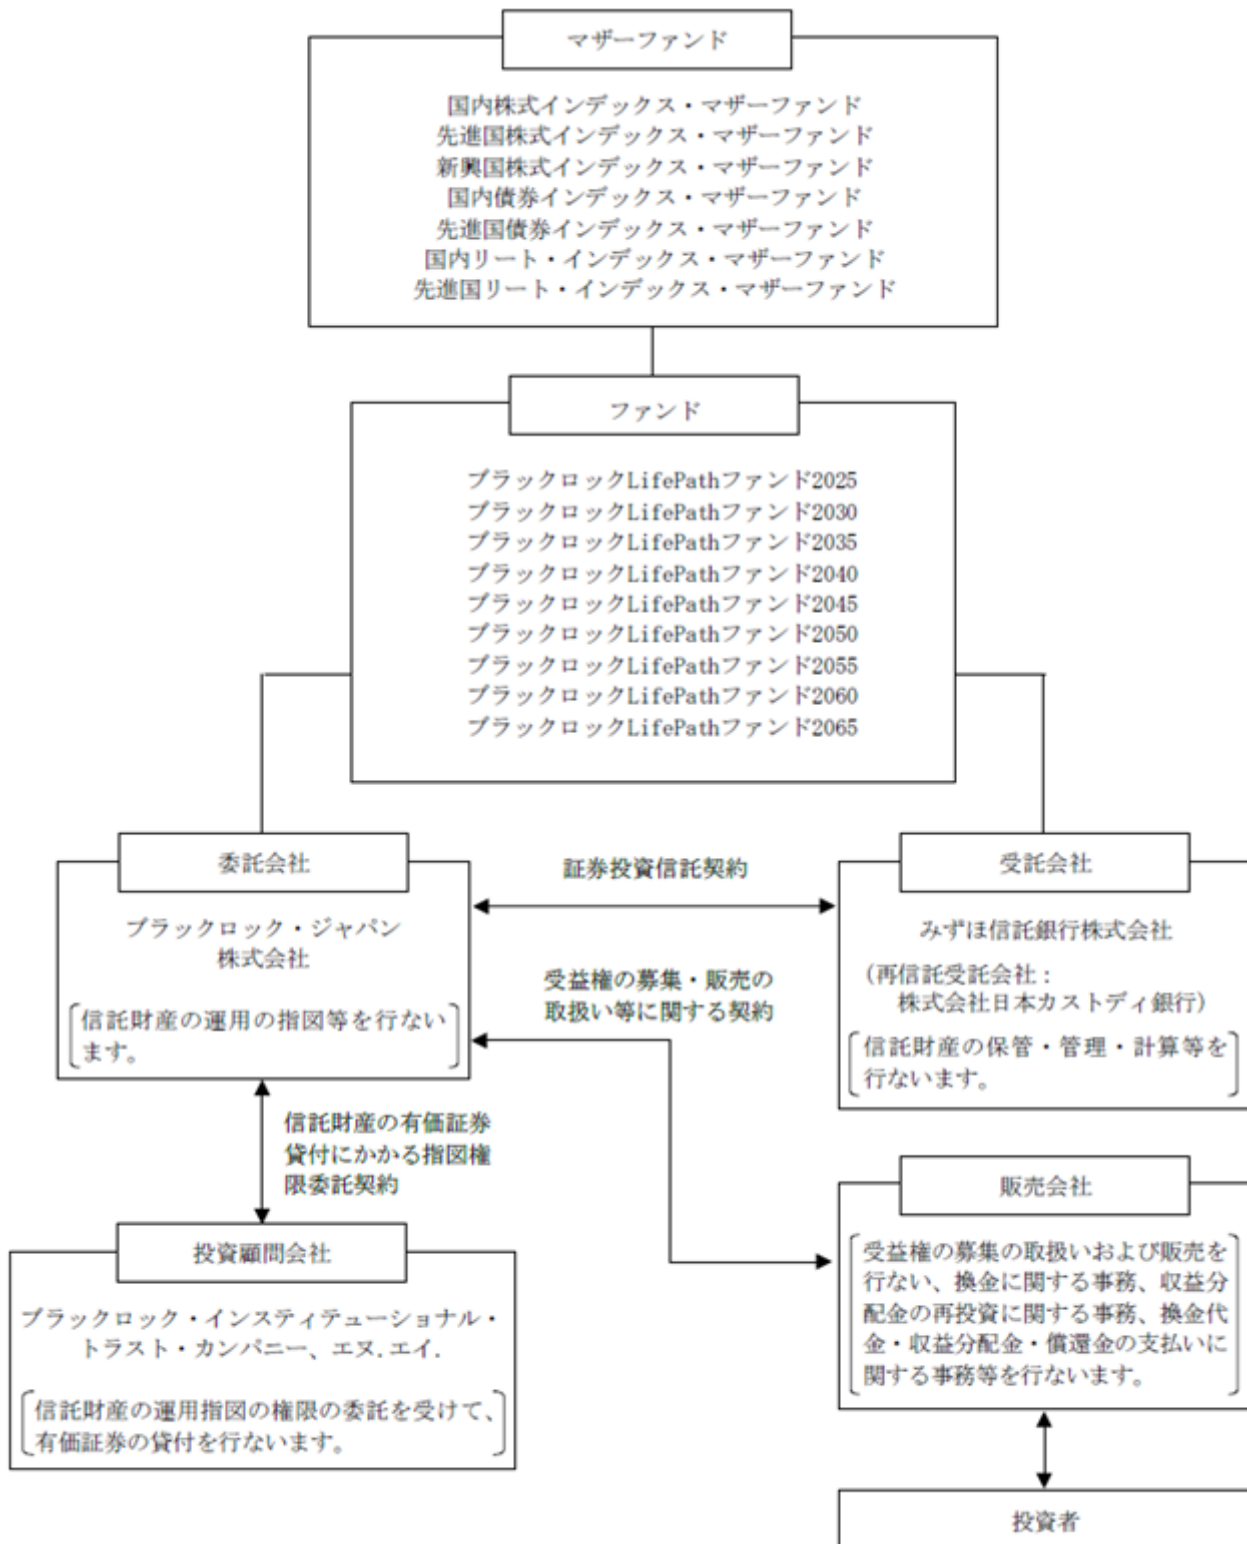 マザーファンド
国内株式インデックス・マザーファンド
先進国株式インデックス・マザーファンド
新興国株式インデックス・マザーファンド
国内債券インデックス・マザーファンド
先進国債券インデックス・マザーファンド
国内リート・インデックス・マザーファンド
先進国リート・インデックス・マザーファンド
ファンド
ブラックロックLifePathファンド2025
ブラックロックLifePathファンド2030
ブラックロックLifePathファンド2035
ブラックロックLifePathファンド2040
ブラックロックLifePathファンド2045
ブラックロックLifePathファンド2050
ブラックロックLifePathファンド2055
ブラックロックLifePathファンド2060
ブラックロックLifePathファンド2065
委託会社
ブラックロック・ジャパン
株式会社
信託財産の運用の指図等を行ない
ます。
証券投資信託契約
受益権の募集・販売の
取扱い等に関する契約
受託会社
みずほ信託銀行株式会社
(再信託受託会社:
株式会社日本カストディ銀行)
信託財産の保管・管理・計算等を
行ないます。
信託財産の有価証券
貸付にかかる指図権
限委託契約
投資顧問会社
ブラックロック・インスティテューショナル・
トラスト・カンパニー、エヌ.エイ.
信託財産の運用指図の権限の委託を受けて、
有価証券の貸付を行ないます。
販売会社
受益権の募集の取扱いおよび販売を
行ない、換金に関する事務、収益分
配金の再投資に関する事務、換金代
金・収益分配金・償還金の支払いに
関する事務等を行ないます。
投資者